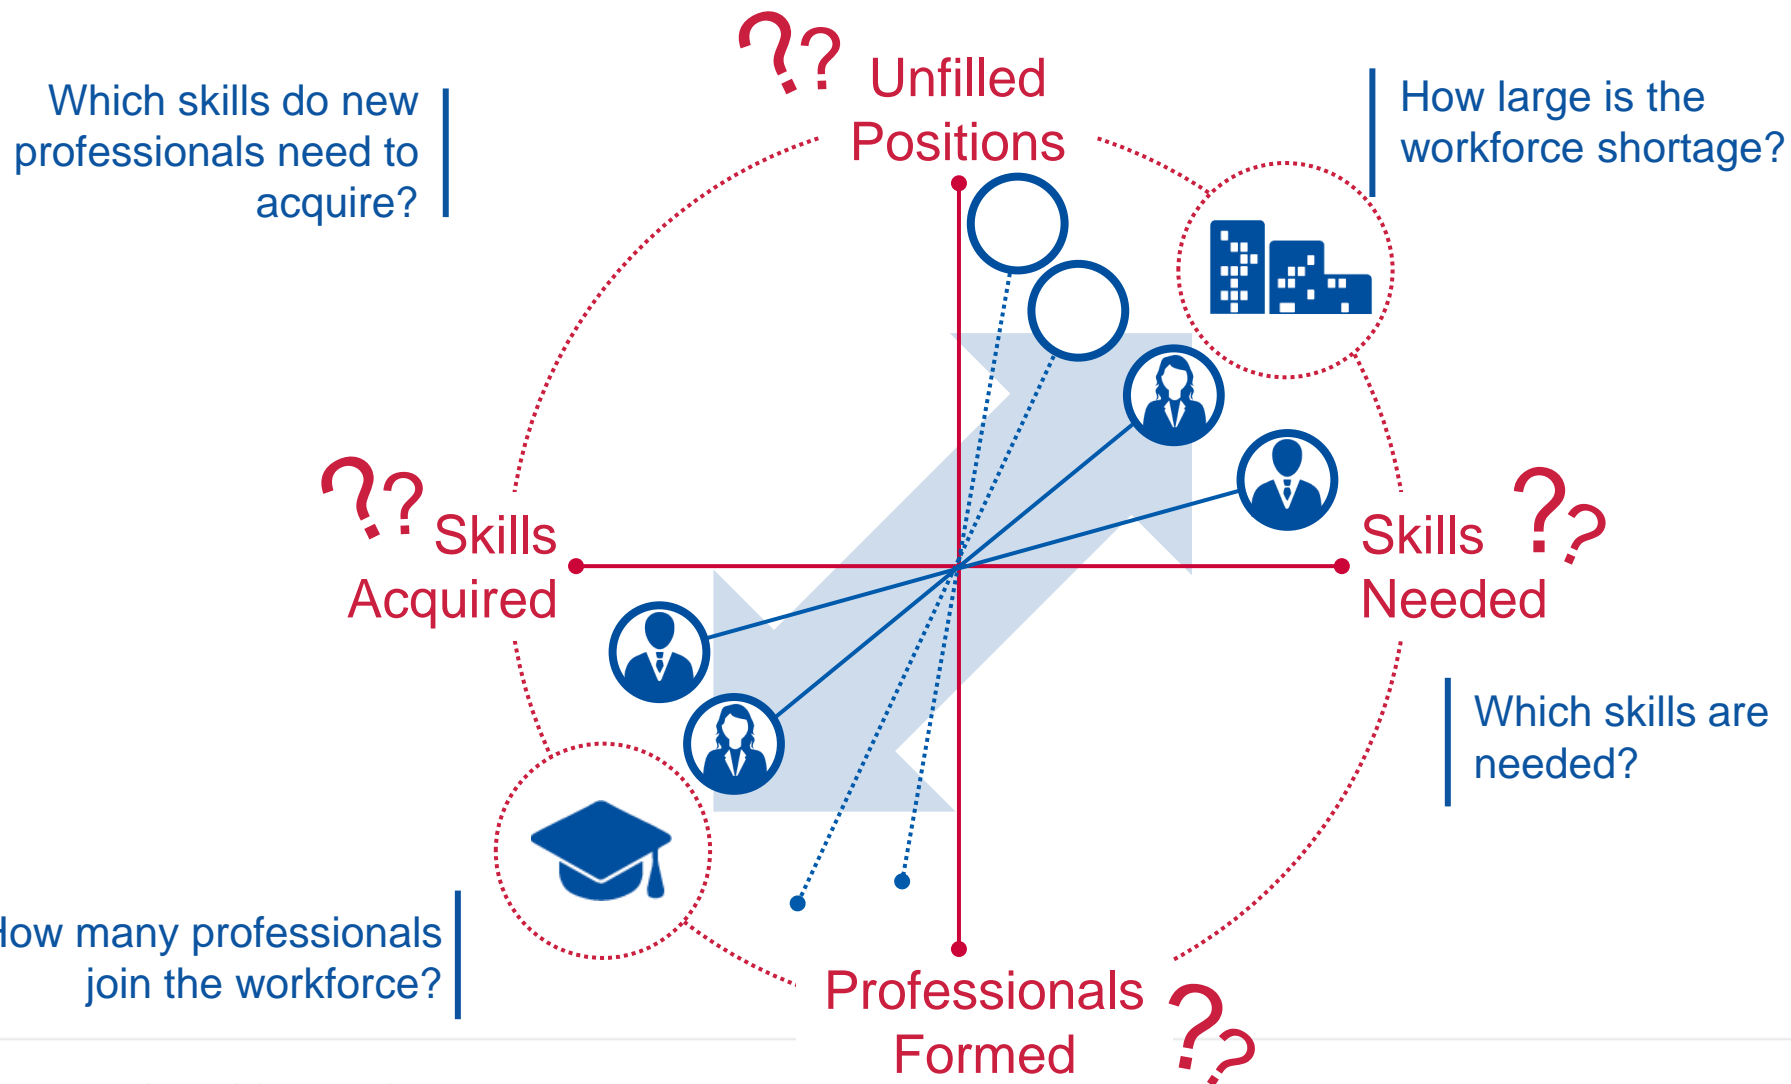 ??
Unfilled
Positions
Which skills do new
professionals need to
acquire?
How large is the
workforce shortage?
??
Skills
Acquired
Skills
Needed
??
Which skills are
needed?
How many professionals
join the workforce?
Professionals
Formed
??